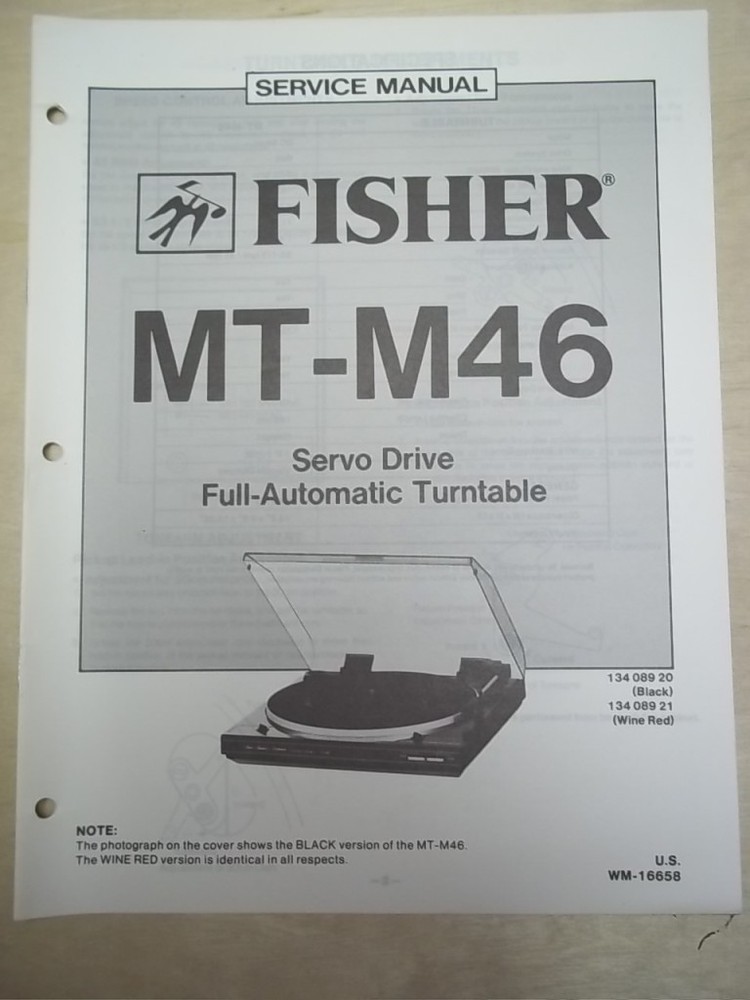 SERVICE MANUAL
FISHER®
MT-M46
Servo Drive
Full-Automatic Turntable
134 089 20
(Black)
134 089 21
(Wine Red)
NOTE:
The photograph on the cover shows the BLACK version of the MT-M46.
The WINE RED version is identical in all respects.
U.S.
WM-16658